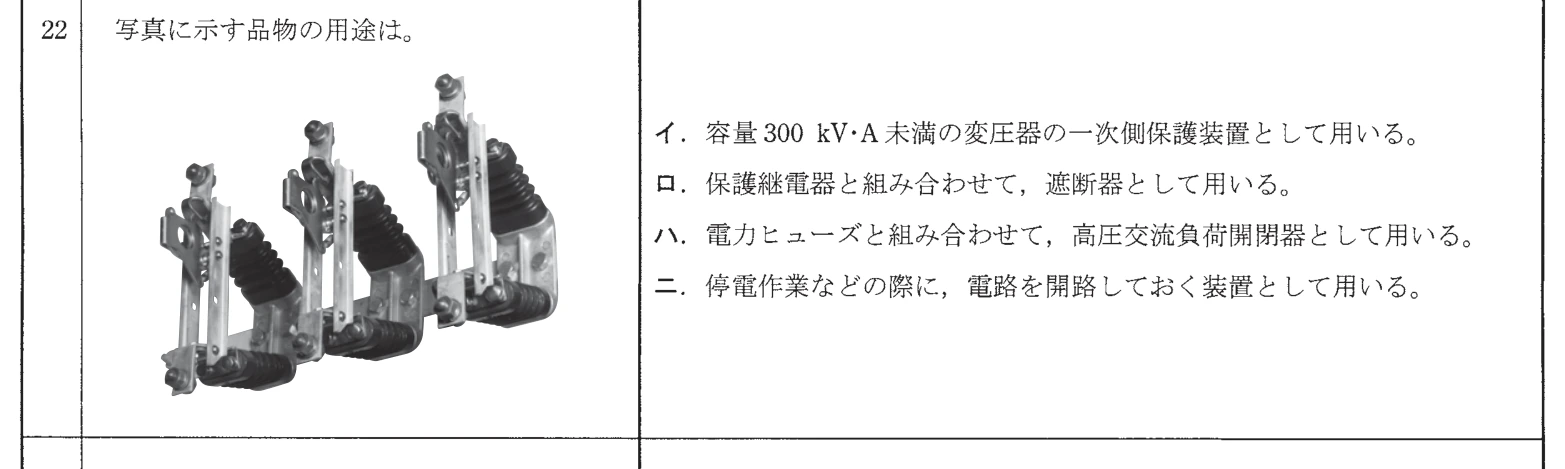 22 写真に示す品物の用途は。
イ．容量 300 kV･A 未満の変圧器の一次側保護装置として用いる。
ロ．保護継電器と組み合わせて，遮断器として用いる。
ハ．電力ヒューズと組み合わせて，高圧交流負荷開閉器として用いる。
ニ．停電作業などの際に，電路を開路しておく装置として用いる。